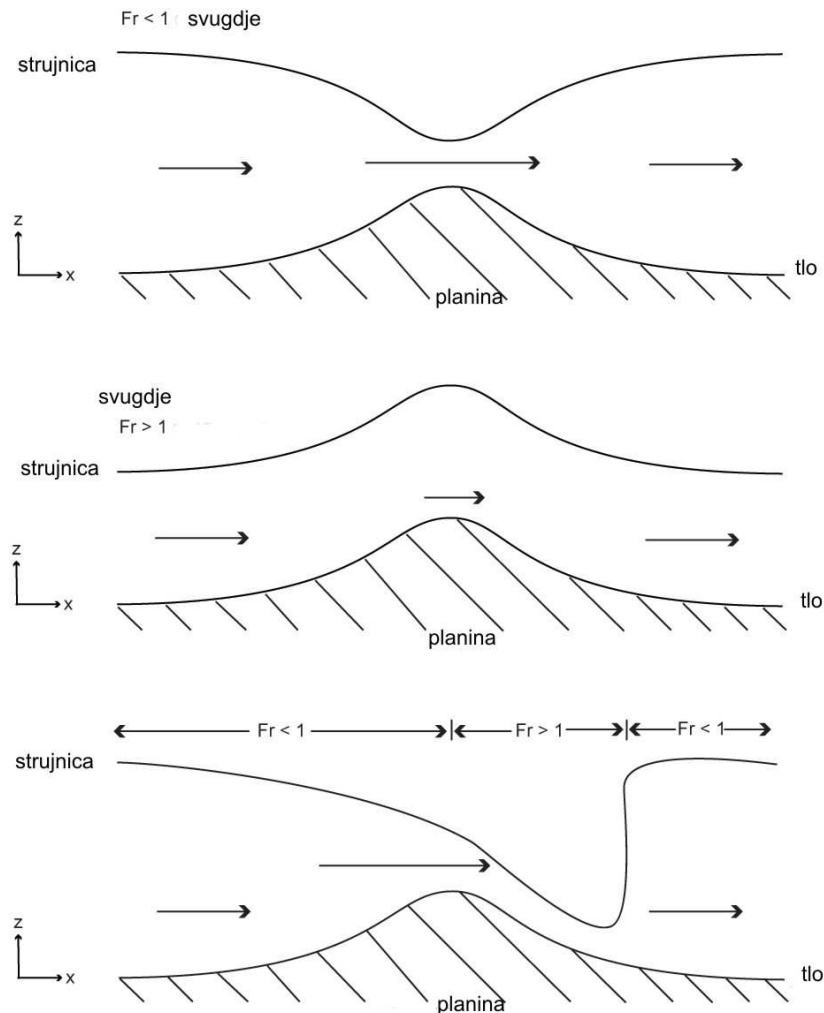 Fr < 1 svugdje
strujnica
z
x
tlo
planina
svugdje
Fr > 1
strujnica
z
x
tlo
planina
Fr < 1 Fr > 1 Fr < 1
strujnica
z
x
tlo
planina